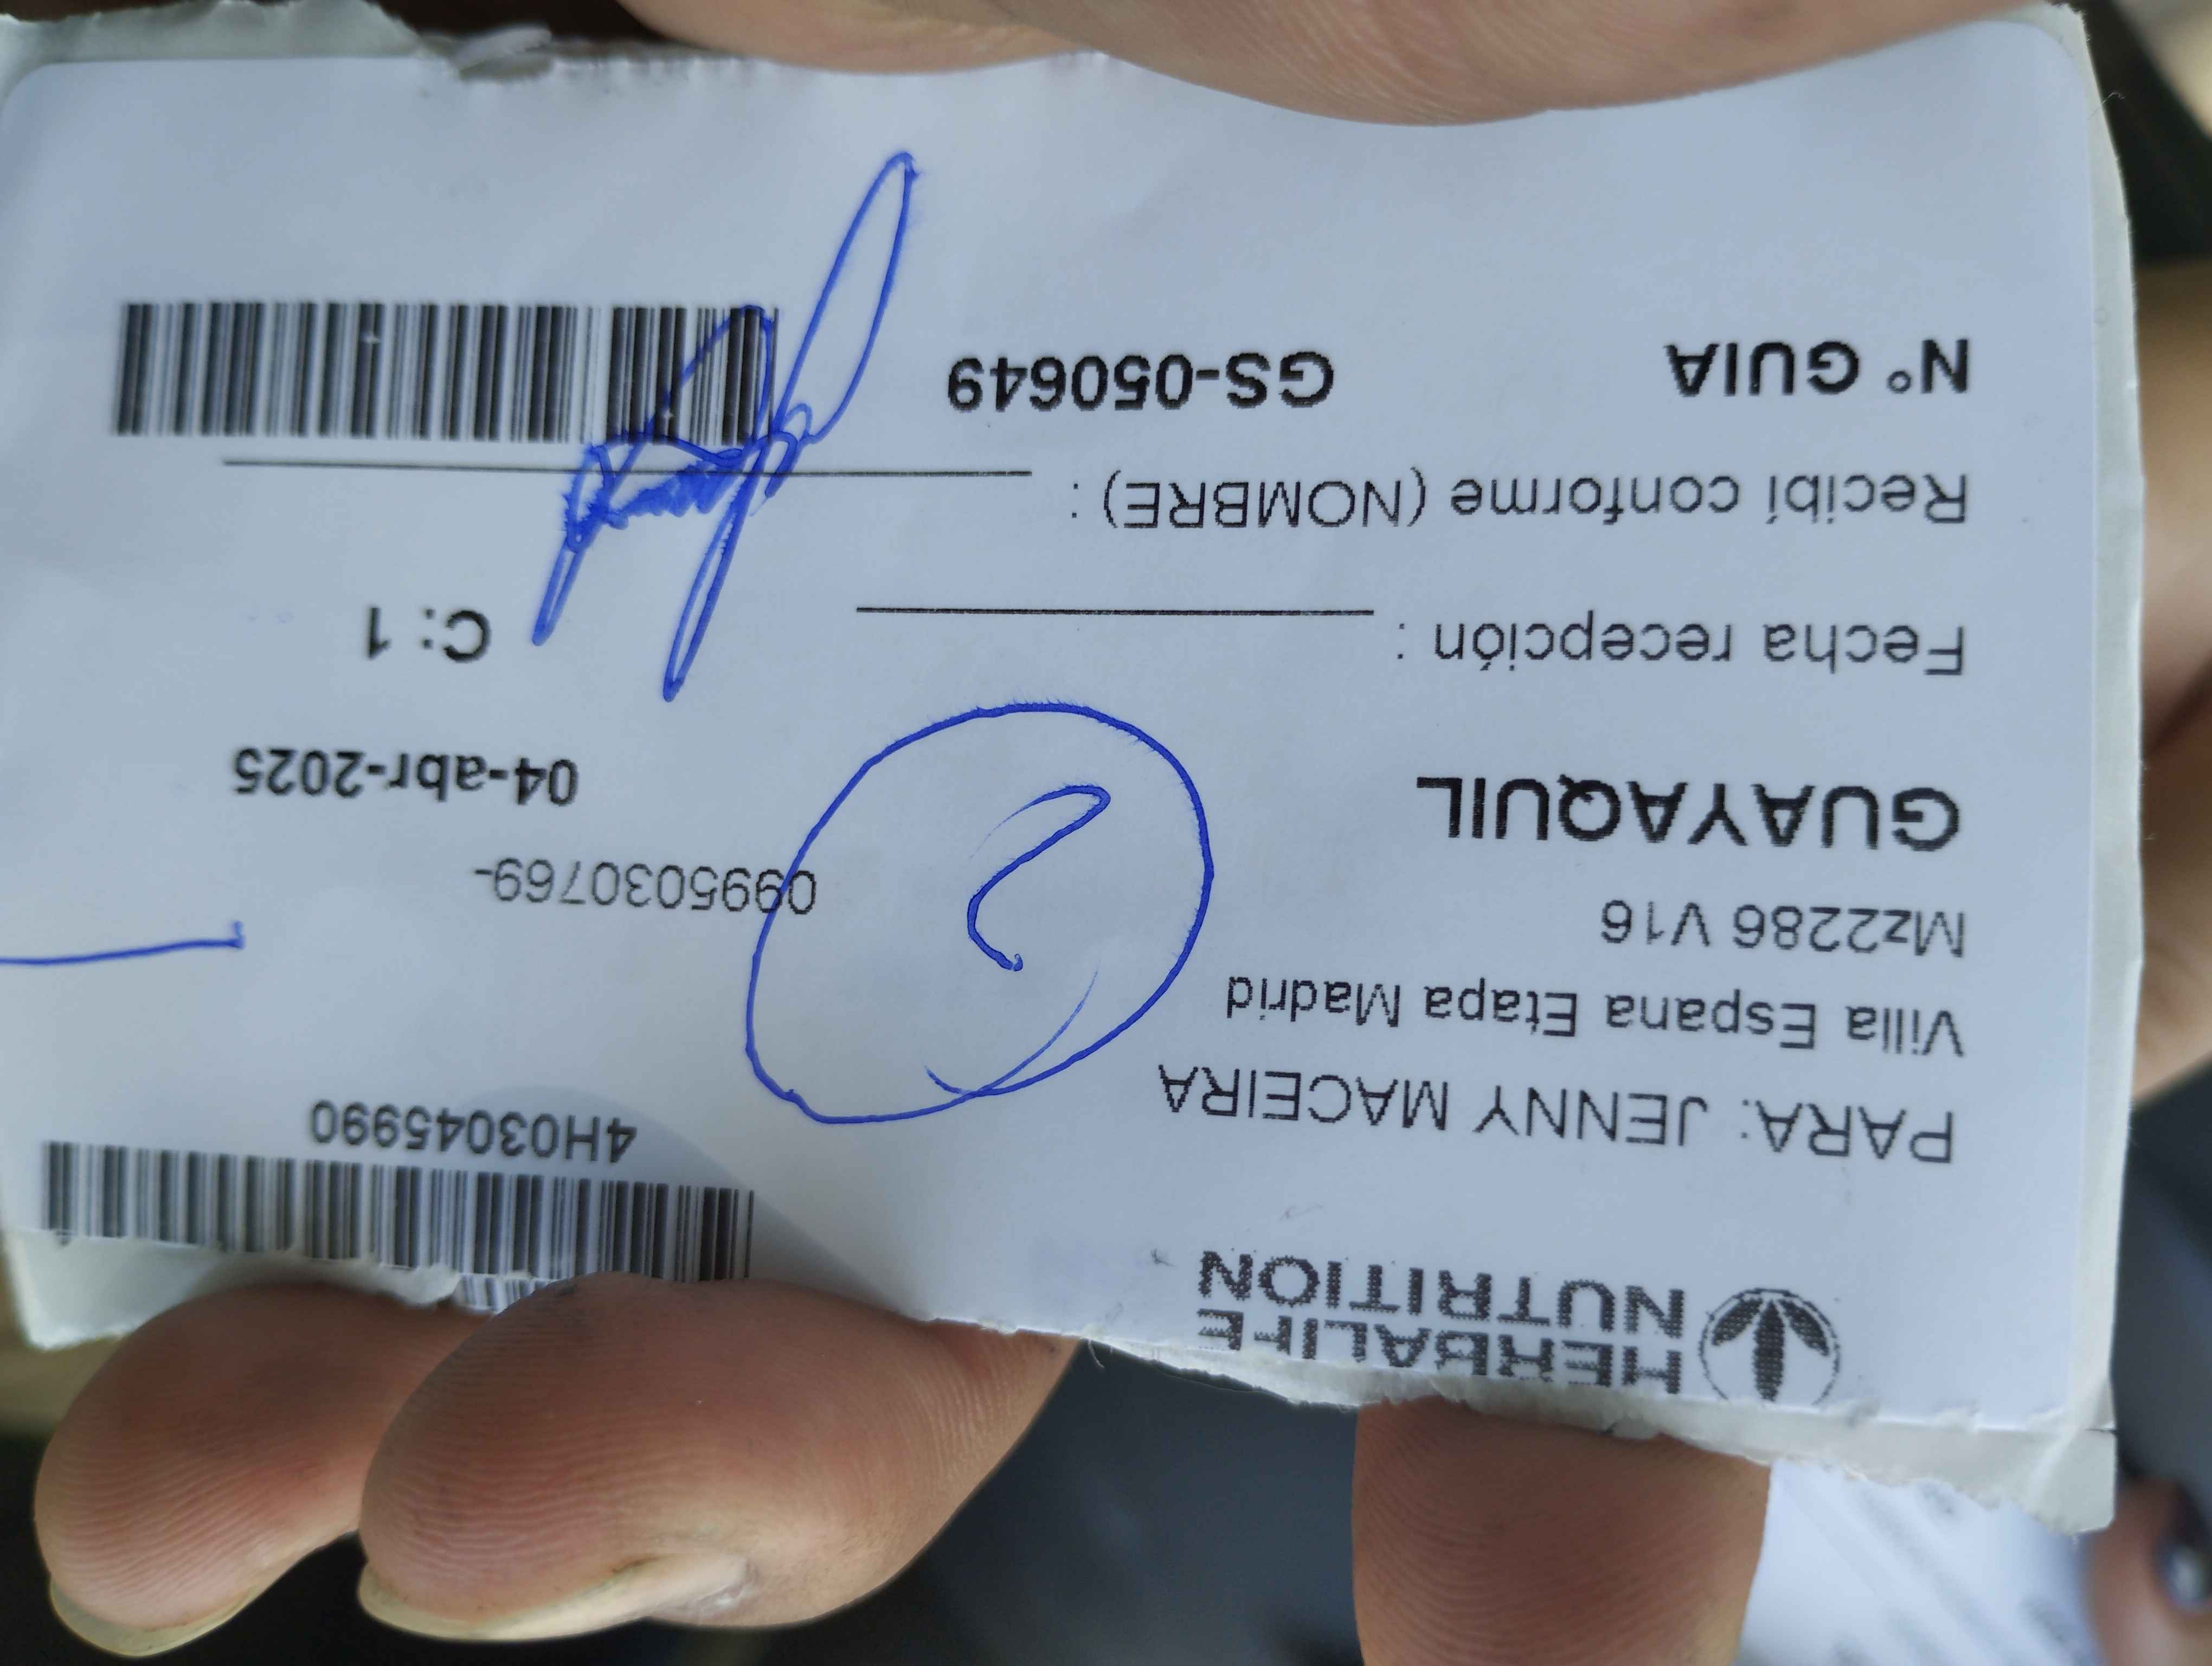 HERBALIFE
NUTRITION
4H03045990
PARA: JENNY MACEIRA
Villa Espana Etapa Madrid
Mz2286 V16
0995030769-
GUAYAQUIL
04-abr-2025
Fecha recepción :
C: 1
Recibí conforme (NOMBRE) :
Nº GUIA GS-050649